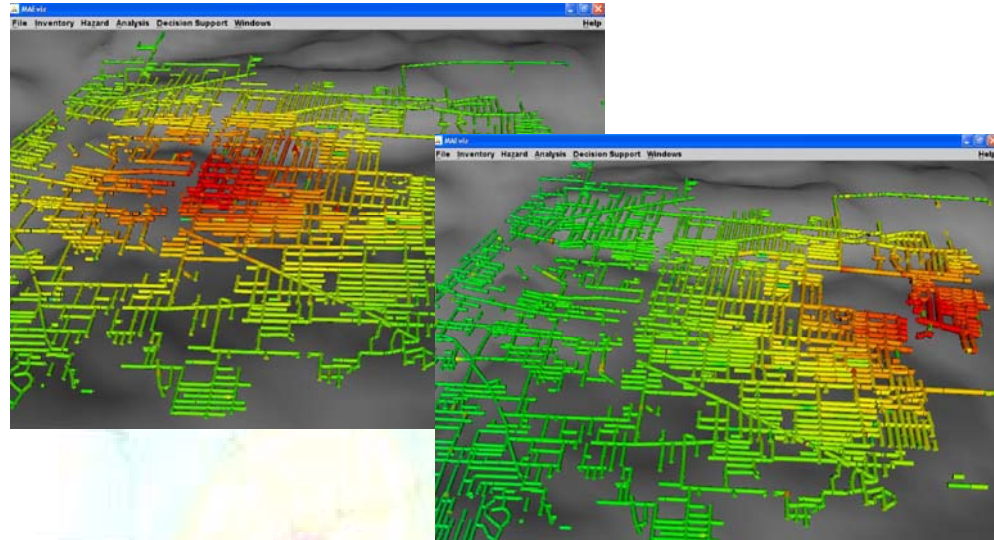 MAEviz
File Inventory Hazard Analysis Decision Support Windows Help
MAEviz
File Inventory Hazard Analysis Decision Support Windows Help